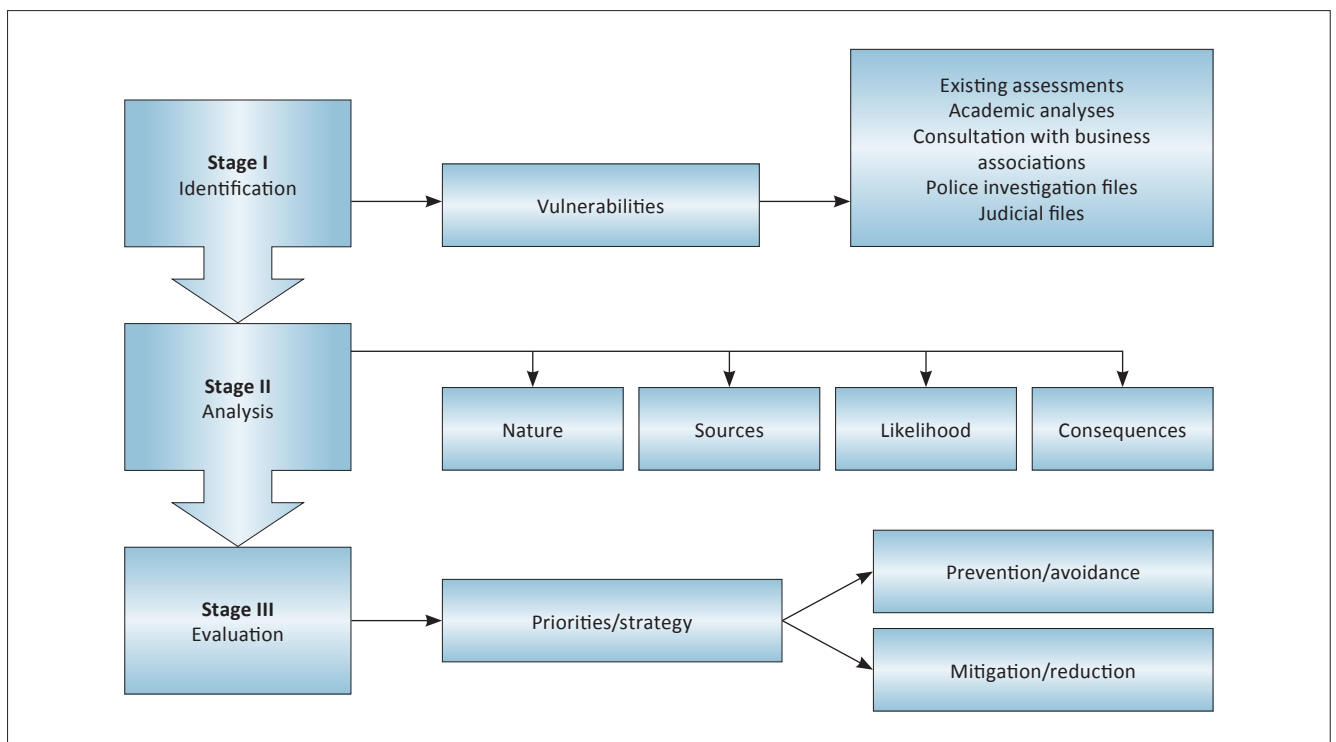 Stage I
Identification
Vulnerabilities
Existing assessments
Academic analyses
Consultation with business
associations
Police investigation files
Judicial files
Stage II
Analysis
Nature
Sources
Likelihood
Consequences
Stage III
Evaluation
Priorities/strategy
Prevention/avoidance
Mitigation/reduction